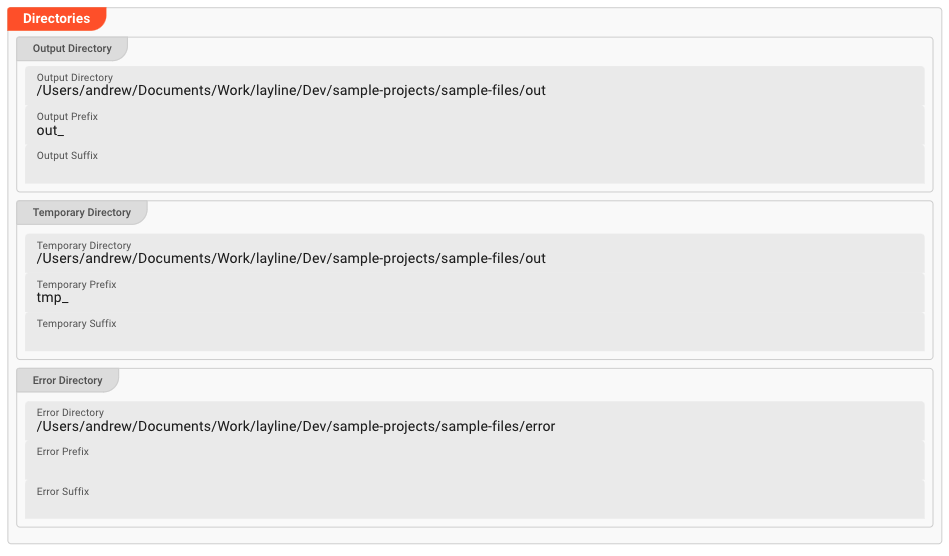 Directories
Output Directory
Output Directory
/Users/andrew/Documents/Work/layline/Dev/sample-projects/sample-files/out
Output Prefix
out_
Output Suffix
Temporary Directory
Temporary Directory
/Users/andrew/Documents/Work/layline/Dev/sample-projects/sample-files/out
Temporary Prefix
tmp_
Temporary Suffix
Error Directory
Error Directory
/Users/andrew/Documents/Work/layline/Dev/sample-projects/sample-files/error
Error Prefix
Error Suffix